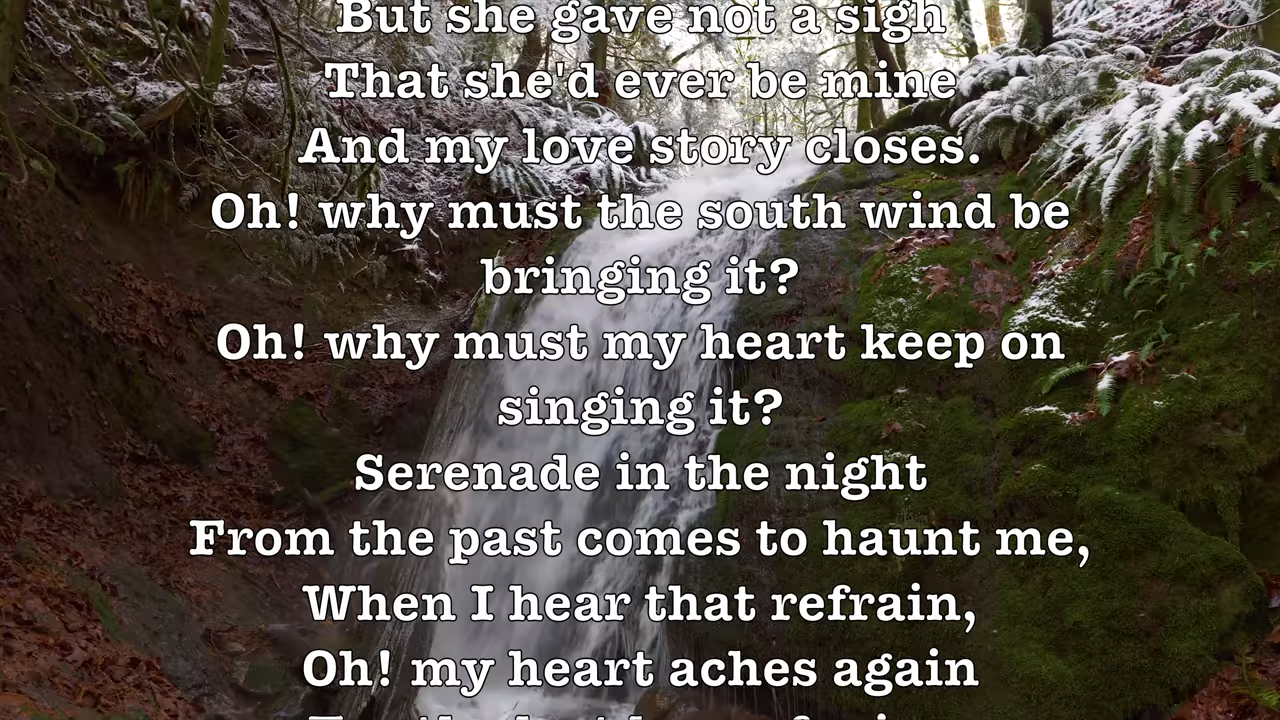 But she gave not a sigh
That she'd ever be mine
And my love story closes.
Oh! why must the south wind be
bringing it?
Oh! why must my heart keep on
singing it?
Serenade in the night
From the past comes to haunt me,
When I hear that refrain,
Oh! my heart aches again